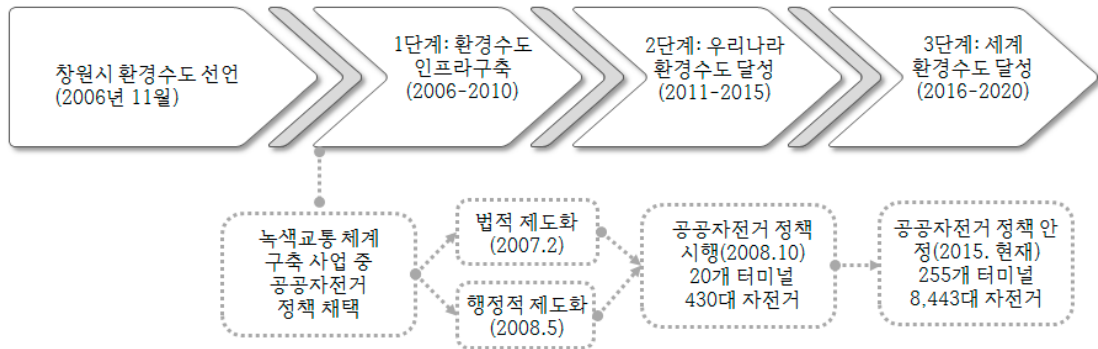 창원시 환경수도 선언
(2006년 11월)
1단계: 환경수도
인프라구축
(2006-2010)
2단계: 우리나라
환경수도 달성
(2011-2015)
3단계: 세계
환경수도 달성
(2016-2020)
녹색교통 체계
구축 사업 중
공공자전거
정책 채택
법적 제도화
(2007.2)
행정적 제도화
(2008.5)
공공자전거 정책
시행(2008.10)
20개 터미널
430대 자전거
공공자전거 정책 안
정(2015. 현재)
255개 터미널
8,443대 자전거